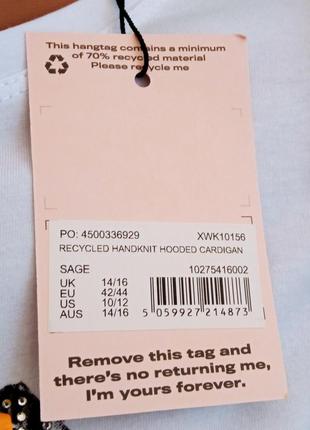 This hangtag contains a minimum
of 70% recycled material
Please recycle me
PO: 4500336929 XWK10156
RECYCLED HANDKNIT HOODED CARDIGAN
SAGE 10275416002
UK 14/16
EU 42/44
US 10/12
AUS 14/16
5 059927 214873
Remove this tag and
there's no returning me,
I'm yours forever.